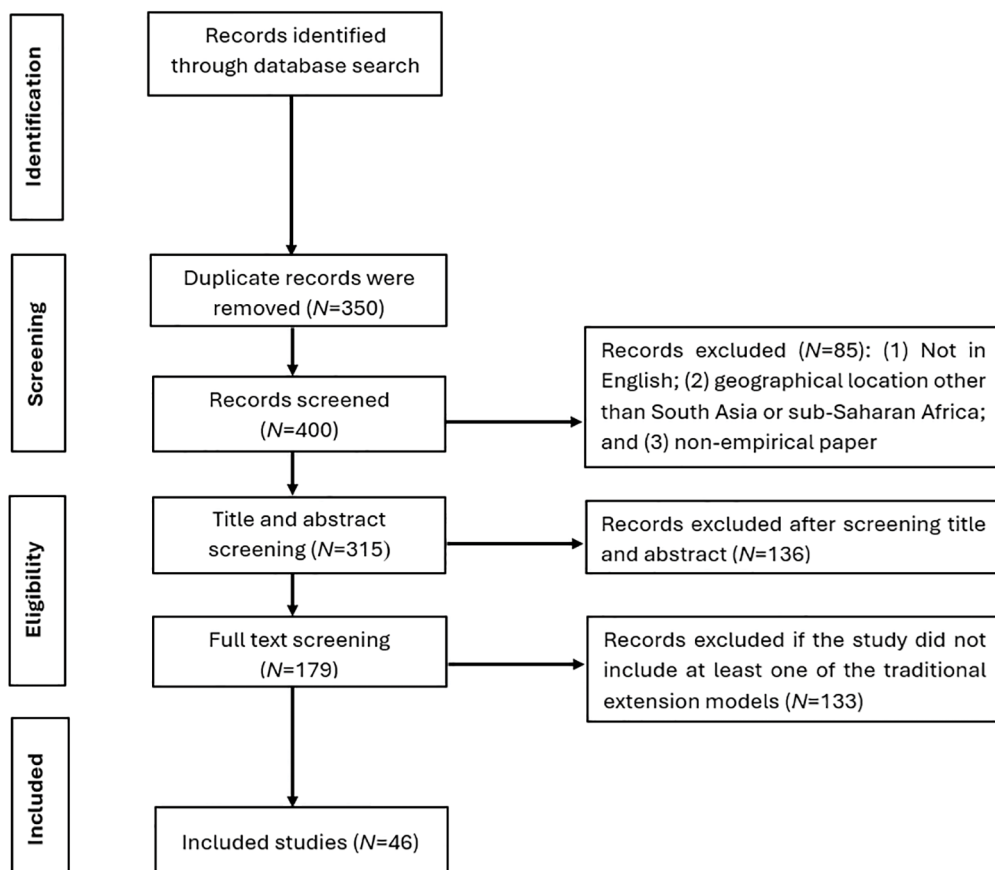 Identification
Records identified
through database search
Screening
Duplicate records were
removed (N=350)
Records screened
(N=400)
Records excluded (N=85): (1) Not in
English; (2) geographical location other
than South Asia or sub-Saharan Africa;
and (3) non-empirical paper
Eligibility
Title and abstract
screening (N=315)
Records excluded after screening title
and abstract (N=136)
Full text screening
(N=179)
Records excluded if the study did not
include at least one of the traditional
extension models (N=133)
Included
Included studies (N=46)